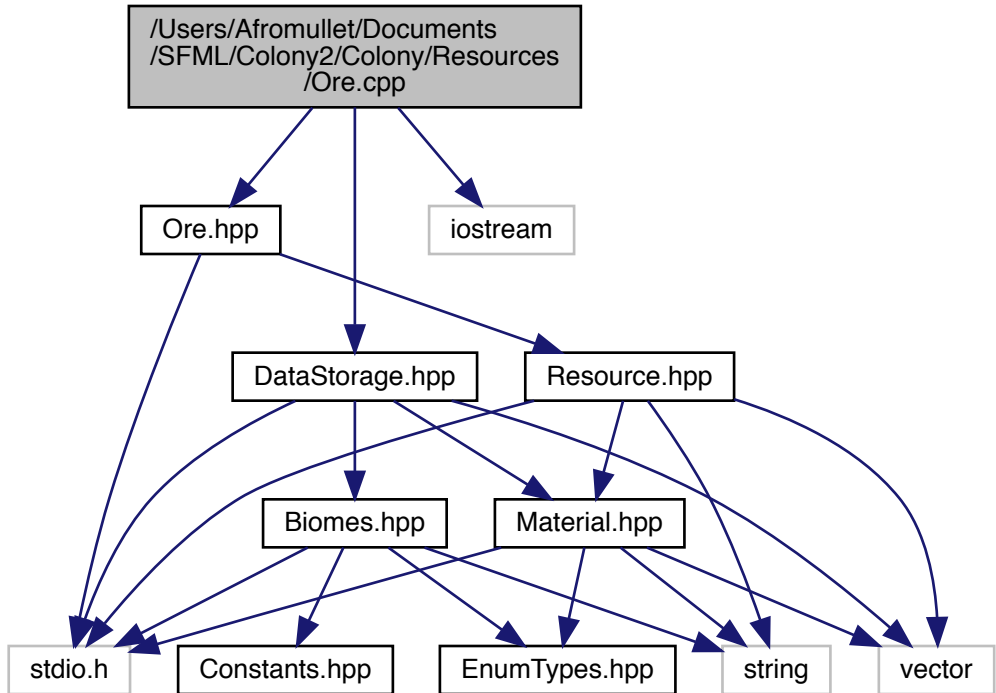 /Users/Afromullet/Documents
/SFML/Colony2/Colony/Resources
/Ore.cpp
Ore.hpp
iostream
DataStorage.hpp
Resource.hpp
Biomes.hpp
Material.hpp
stdio.h
Constants.hpp
EnumTypes.hpp
string
vector